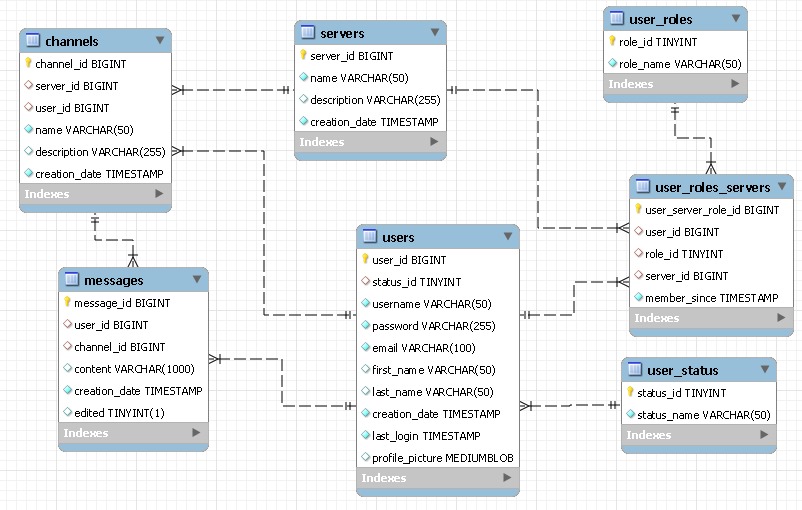 channels
channel_id BIGINT
server_id BIGINT
user_id BIGINT
name VARCHAR(50)
description VARCHAR(255)
creation_date TIMESTAMP
Indexes
servers
server_id BIGINT
name VARCHAR(50)
description VARCHAR(255)
creation_date TIMESTAMP
Indexes
user_roles
role_id TINYINT
role_name VARCHAR(50)
Indexes
user_roles_servers
user_server_role_id BIGINT
user_id BIGINT
role_id TINYINT
server_id BIGINT
member_since TIMESTAMP
Indexes
messages
message_id BIGINT
user_id BIGINT
channel_id BIGINT
content VARCHAR(1000)
creation_date TIMESTAMP
edited TINYINT(1)
Indexes
users
user_id BIGINT
status_id TINYINT
username VARCHAR(50)
password VARCHAR(255)
email VARCHAR(100)
first_name VARCHAR(50)
last_name VARCHAR(50)
creation_date TIMESTAMP
last_login TIMESTAMP
profile_picture MEDIUMBLOB
Indexes
user_status
status_id TINYINT
status_name VARCHAR(50)
Indexes